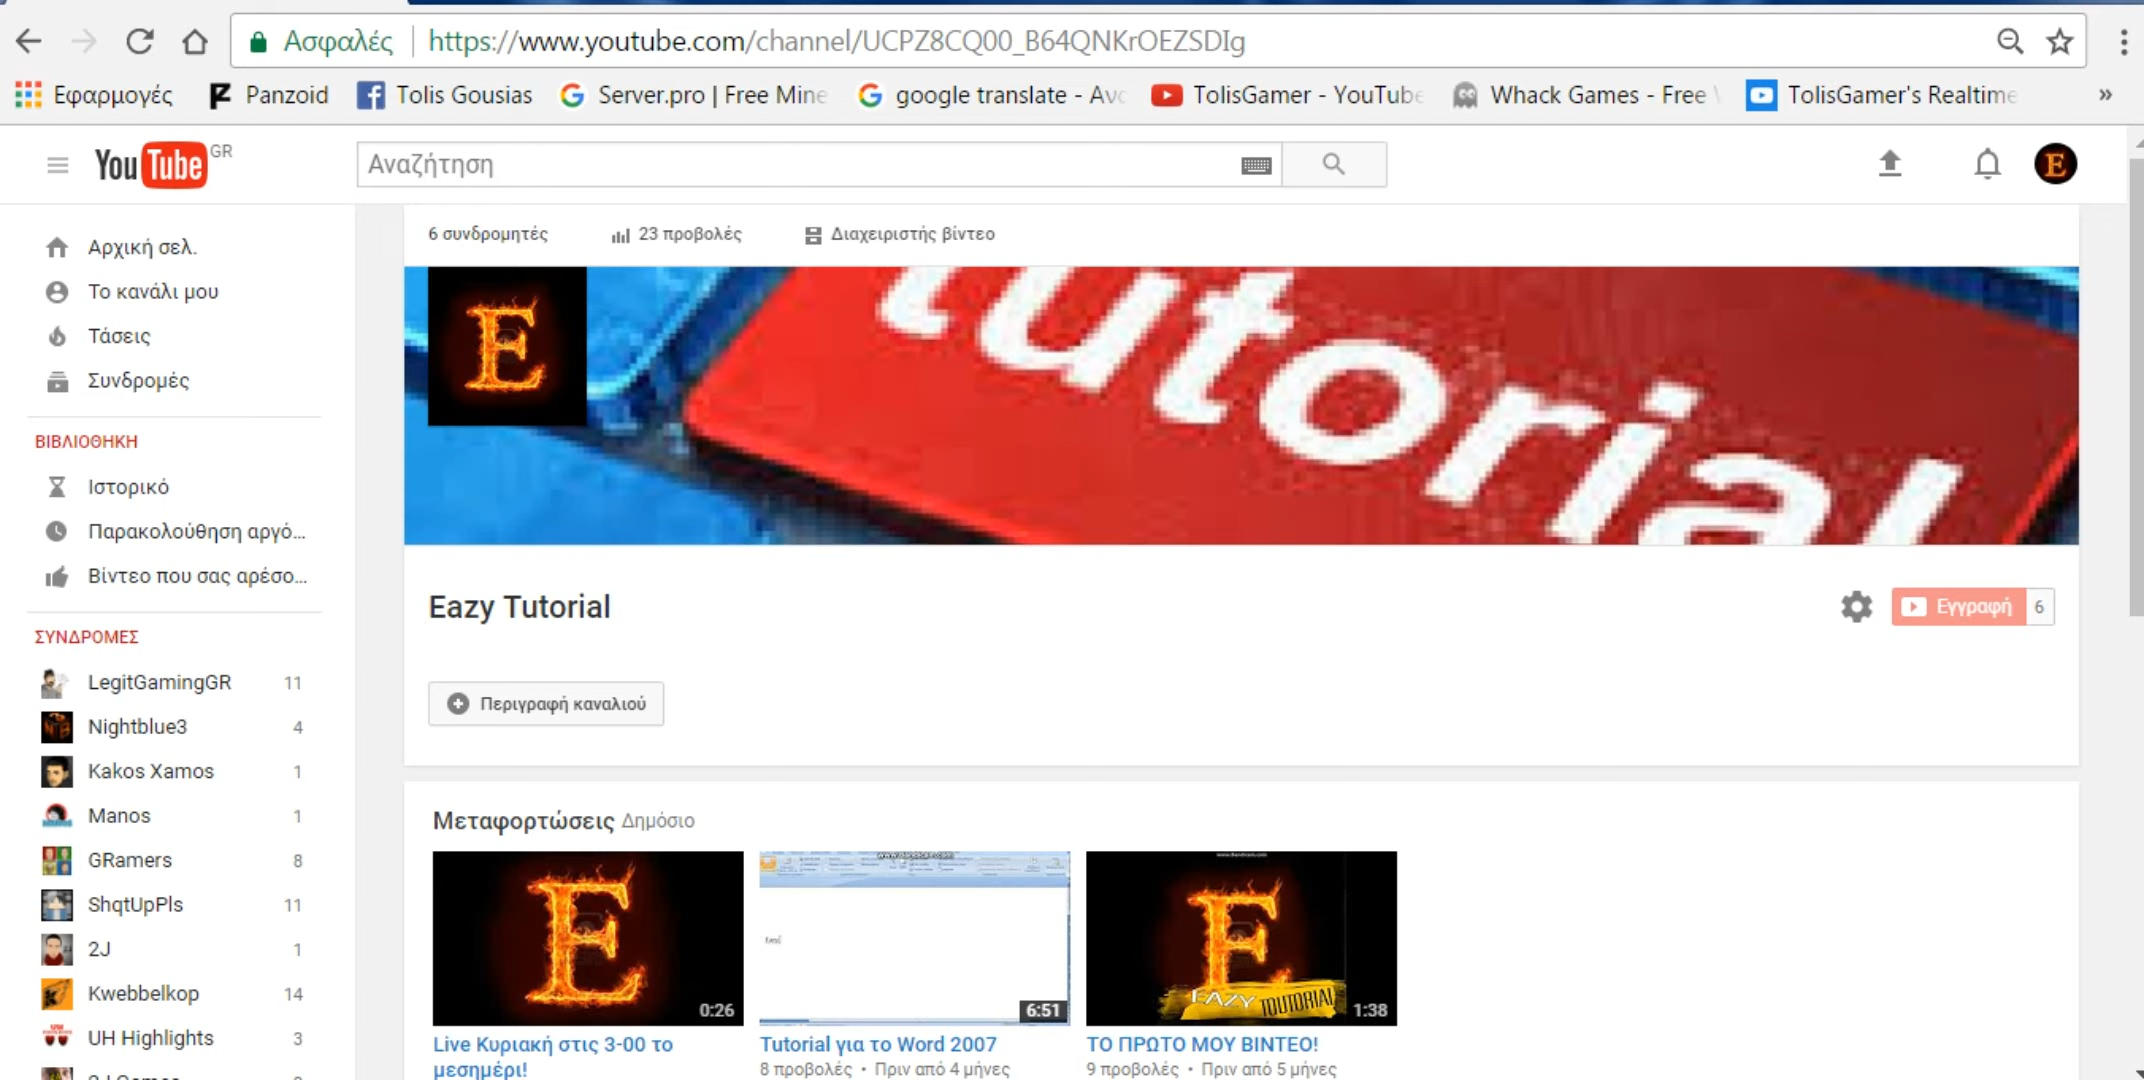 Ασφαλές https://www.youtube.com/channel/UCPZ8CQ00_B64QNKrOEZSDIg
Εφαρμογές Panzoid Tolis Gousias Server.pro | Free Mine google translate - Ανα TolisGamer - YouTube Whack Games - Free TolisGamer's Realtime »
YouTube GR Αναζήτηση E
6 συνδρομητές 23 προβολές Διαχειριστής βίντεο
Αρχική σελ.
Το κανάλι μου
Τάσεις
Συνδρομές
ΒΙΒΛΙΟΘΗΚΗ
Ιστορικό
Παρακολούθηση αργό...
Βίντεο που σας αρέσο...
ΣΥΝΔΡΟΜΕΣ
LegitGamingGR 11
Nightblue3 4
Kakos Xamos 1
Manos 1
GRamers 8
ShqtUpPls 11
2J 1
Kwebbelkop 14
UH Highlights 3
E
tutorial
Eazy Tutorial
Εγγραφή 6
Περιγραφή καναλιού
Μεταφορτώσεις Δημόσιο
E
0:26
Live Κυριακή στις 3-00 το
μεσημέρι!
6:51
Tutorial για το Word 2007
8 προβολές • Πριν από 4 μήνες
www.Bandicam.com
E
EAZY TOUTORIAL
1:38
ΤΟ ΠΡΩΤΟ ΜΟΥ ΒΙΝΤΕΟ!
9 προβολές • Πριν από 5 μήνες